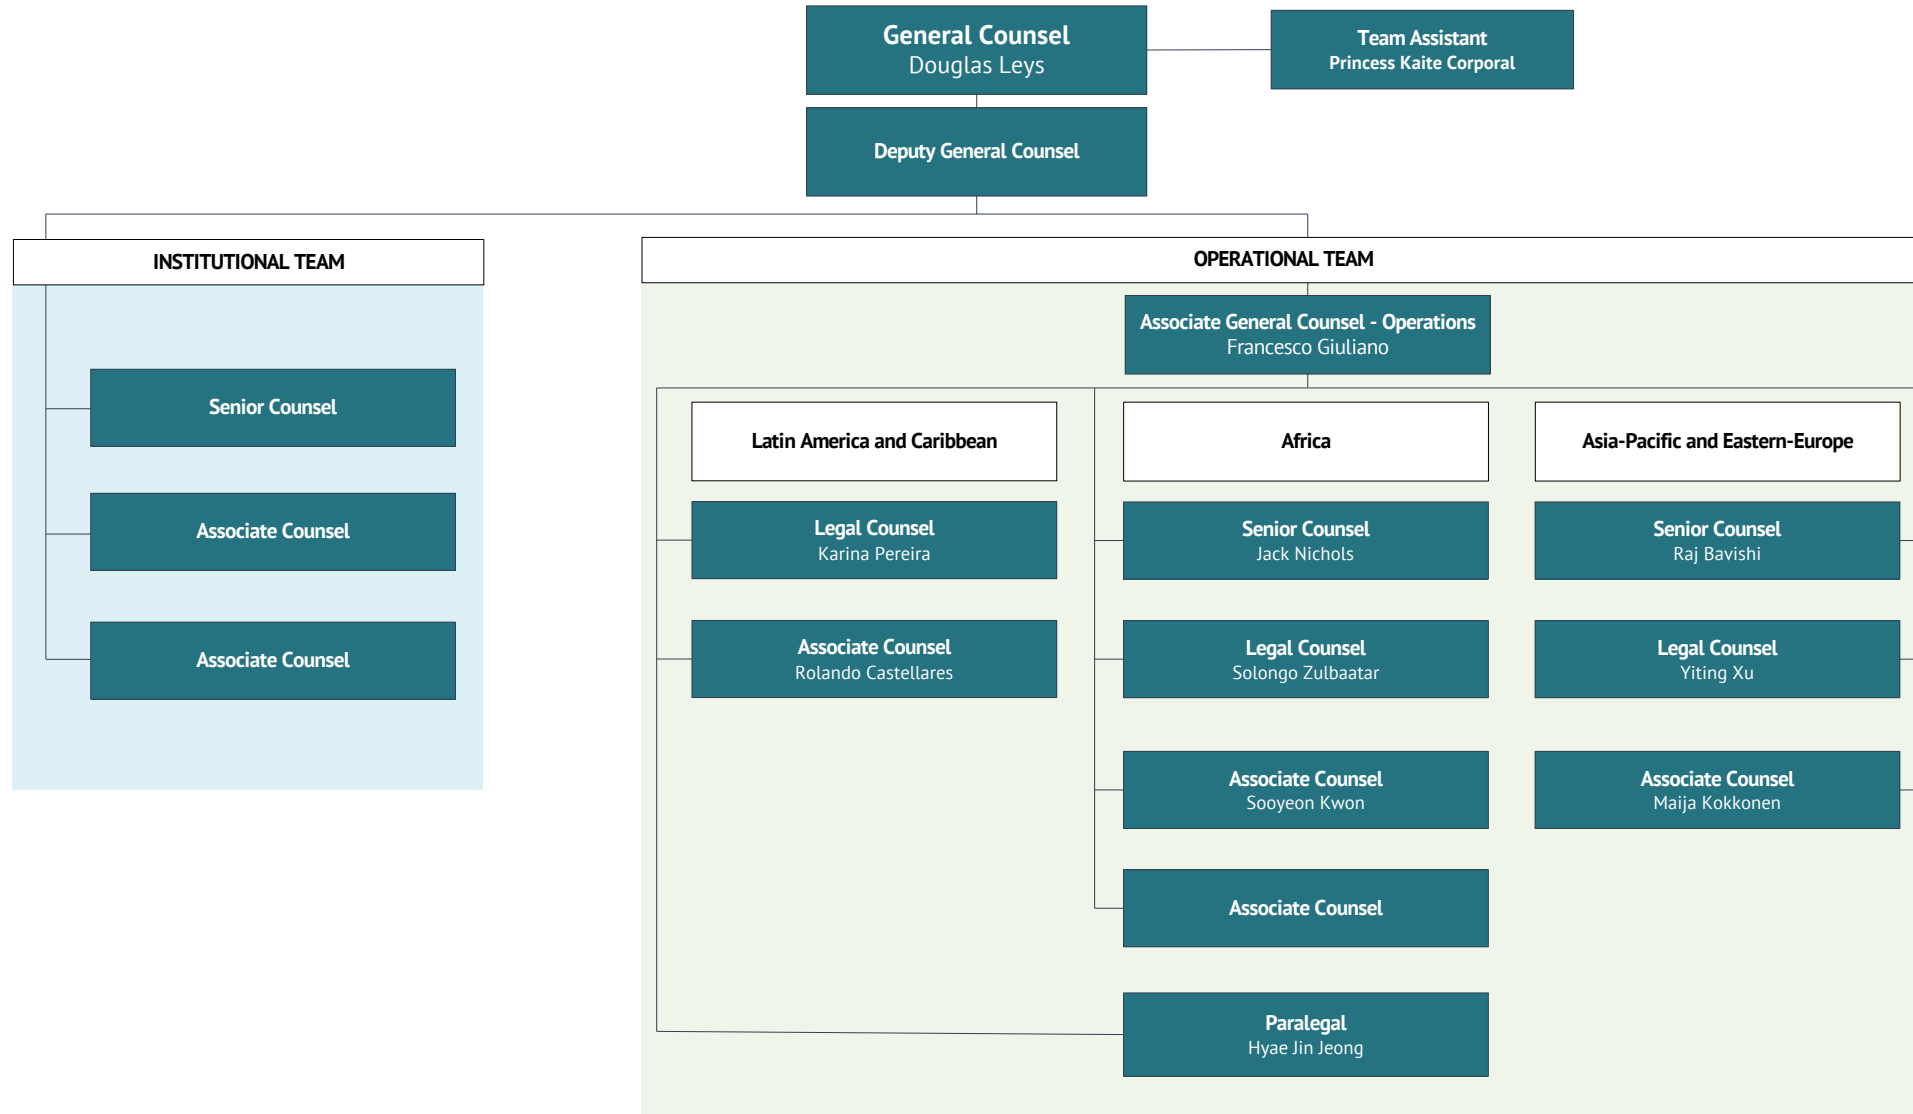 General Counsel
Douglas Leys
Team Assistant
Princess Kaite Corporal
Deputy General Counsel
INSTITUTIONAL TEAM
Senior Counsel
Associate Counsel
Associate Counsel
OPERATIONAL TEAM
Associate General Counsel - Operations
Francesco Giuliano
Latin America and Caribbean
Legal Counsel
Karina Pereira
Associate Counsel
Rolando Castellares
Africa
Senior Counsel
Jack Nichols
Legal Counsel
Solongo Zulbaatar
Associate Counsel
Sooyeon Kwon
Associate Counsel
Paralegal
Hyae Jin Jeong
Asia-Pacific and Eastern-Europe
Senior Counsel
Raj Bavishi
Legal Counsel
Yiting Xu
Associate Counsel
Maija Kokkonen